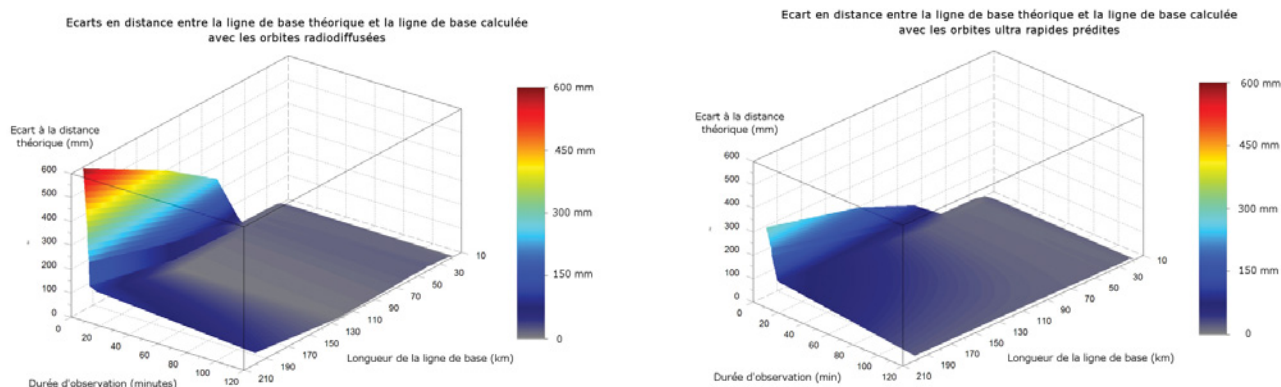 Ecarts en distance entre la ligne de base théorique et la ligne de base calculée
avec les orbites radiodiffusées
Ecart à la distance
théorique (mm)
600
500
400
300
200
100
0
0
20
40
60
80
100
120
Durée d'observation (minutes)
210
190
170
150
130
110
90
70
50
30
10
Longueur de la ligne de base (km)
600 mm
450 mm
300 mm
150 mm
0
Ecart en distance entre la ligne de base théorique et la ligne de base calculée
avec les orbites ultra rapides prédites
Ecart à la distance
théorique (mm)
600
500
400
300
200
100
0
0
20
40
60
80
100
120
Durée d'observation (min)
210
190
170
150
130
110
90
70
50
30
10
Longueur de la ligne de base (km)
600 mm
450 mm
300 mm
150 mm
0